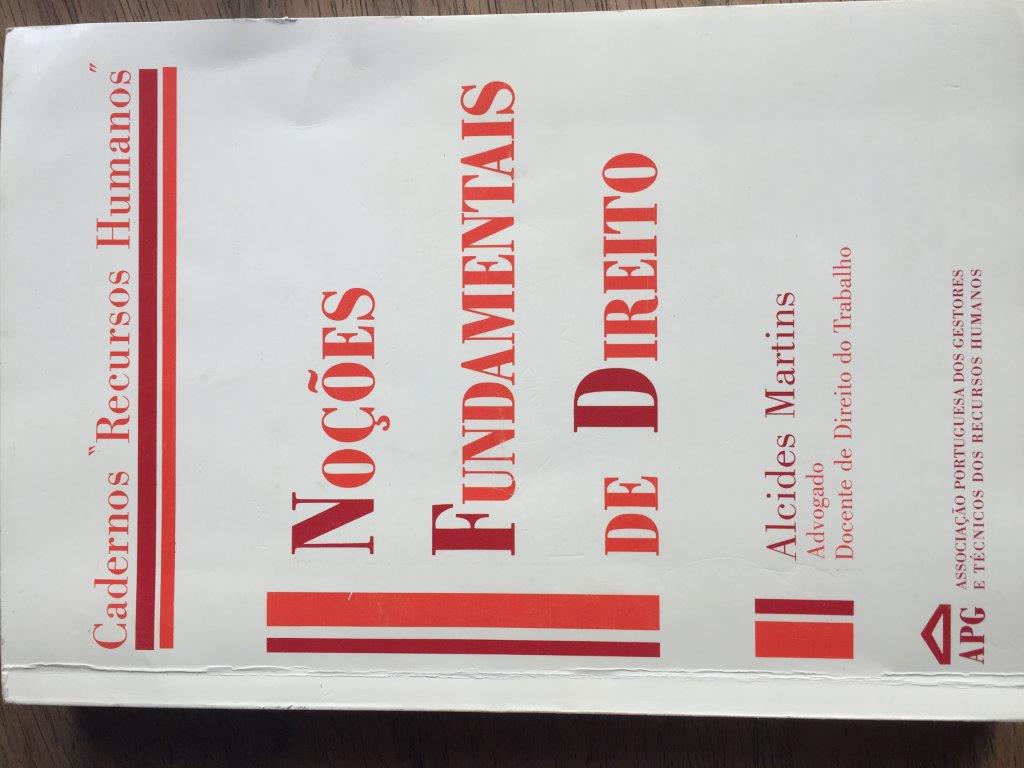 Cadernos "Recursos Humanos"
NOÇÕES
FUNDAMENTAIS
DE DIREITO
Alcides Martins
Advogado
Docente de Direito do Trabalho
APG
ASSOCIAÇÃO PORTUGUESA DOS GESTORES
E TÉCNICOS DOS RECURSOS HUMANOS